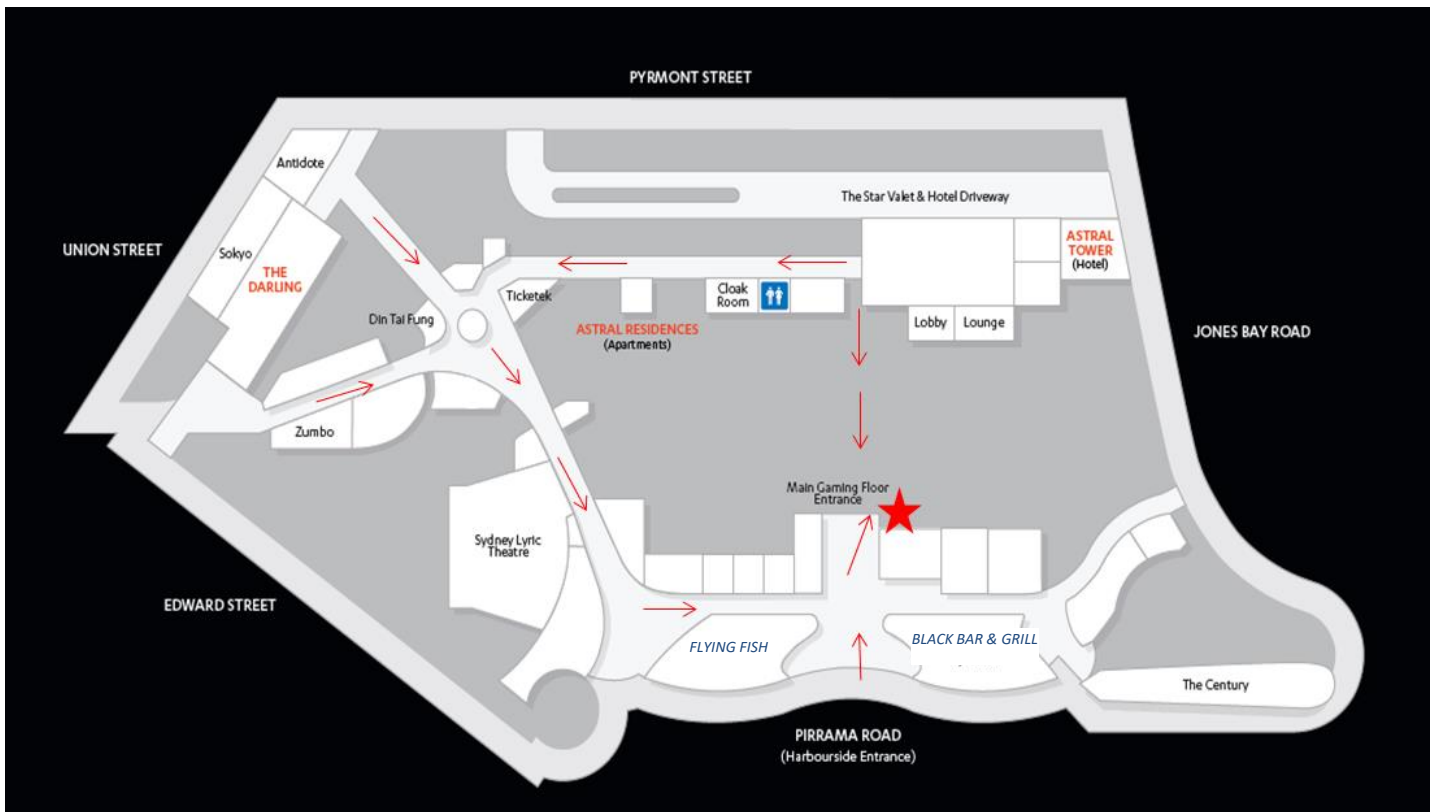 PYRMONT STREET
Antidote
The Star Valet & Hotel Driveway
UNION STREET
Sokyo
THE
DARLING
ASTRAL
TOWER
(Hotel)
Cloak
Room
Ticketek
Din Tai Fung
ASTRAL RESIDENCES
(Apartments)
Lobby
Lounge
JONES BAY ROAD
Zumbo
Main Gaming Floor
Entrance
Sydney Lyric
Theatre
EDWARD STREET
FLYING FISH
BLACK BAR & GRILL
The Century
PIRRAMA ROAD
(Harbourside Entrance)